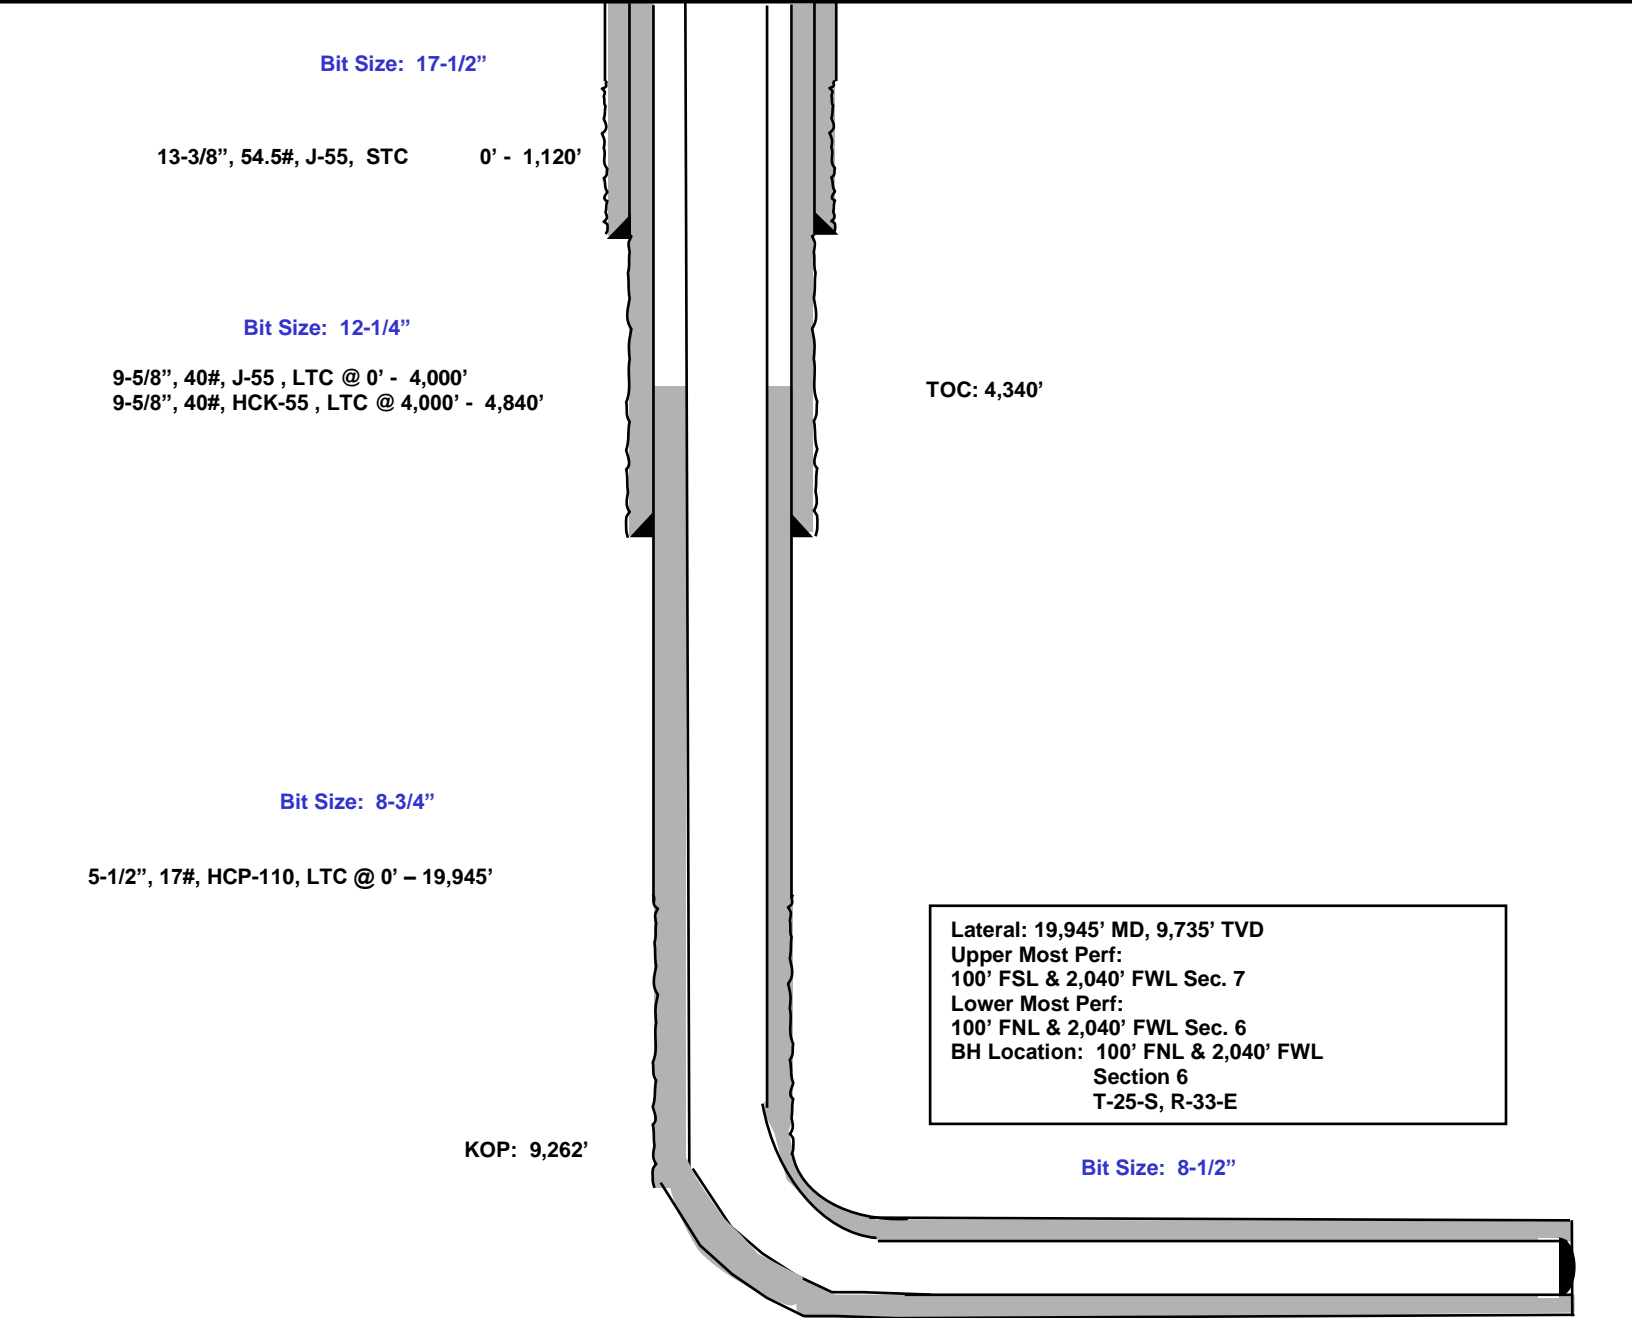 Bit Size: 17-1/2”
13-3/8”, 54.5#, J-55, STC 0’ - 1,120’
Bit Size: 12-1/4”
9-5/8”, 40#, J-55 , LTC @ 0’ - 4,000’
9-5/8”, 40#, HCK-55 , LTC @ 4,000’ - 4,840’
TOC: 4,340’
Bit Size: 8-3/4”
5-1/2”, 17#, HCP-110, LTC @ 0’ – 19,945’
Lateral: 19,945’ MD, 9,735’ TVD
Upper Most Perf:
100’ FSL & 2,040’ FWL Sec. 7
Lower Most Perf:
100’ FNL & 2,040’ FWL Sec. 6
BH Location: 100’ FNL & 2,040’ FWL
Section 6
T-25-S, R-33-E
KOP: 9,262’
Bit Size: 8-1/2”